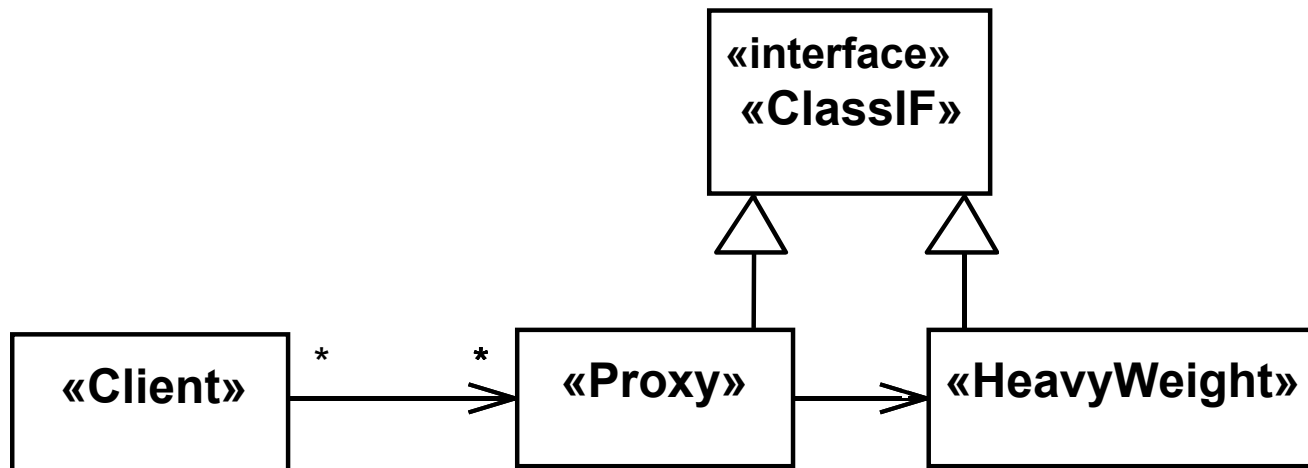 «interface»
«ClassIF»
* *
«Client»
«Proxy»
«HeavyWeight»